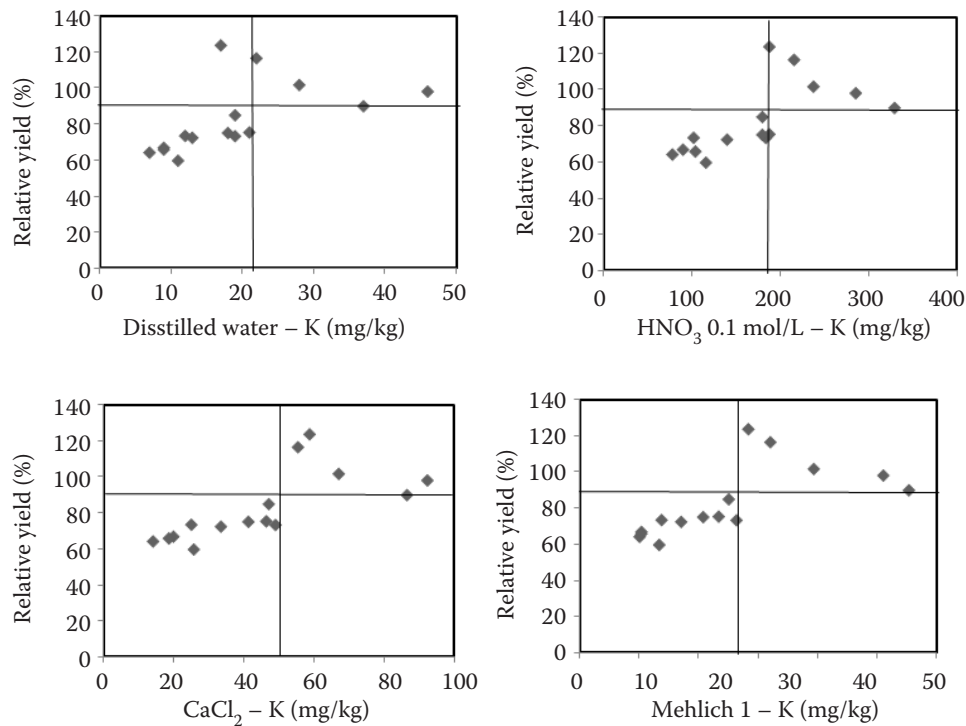 Relative yield (%)
140
120
100
80
60
40
20
0
0 10 20 30 40 50
Disstilled water – K (mg/kg)
Relative yield (%)
140
120
100
80
60
40
20
0
0 100 200 300 400
HNO₃ 0.1 mol/L – K (mg/kg)
Relative yield (%)
140
120
100
80
60
40
20
0
0 20 40 60 80 100
CaCl₂ – K (mg/kg)
Relative yield (%)
140
120
100
80
60
40
20
0
0 10 20 30 40 50
Mehlich 1 – K (mg/kg)